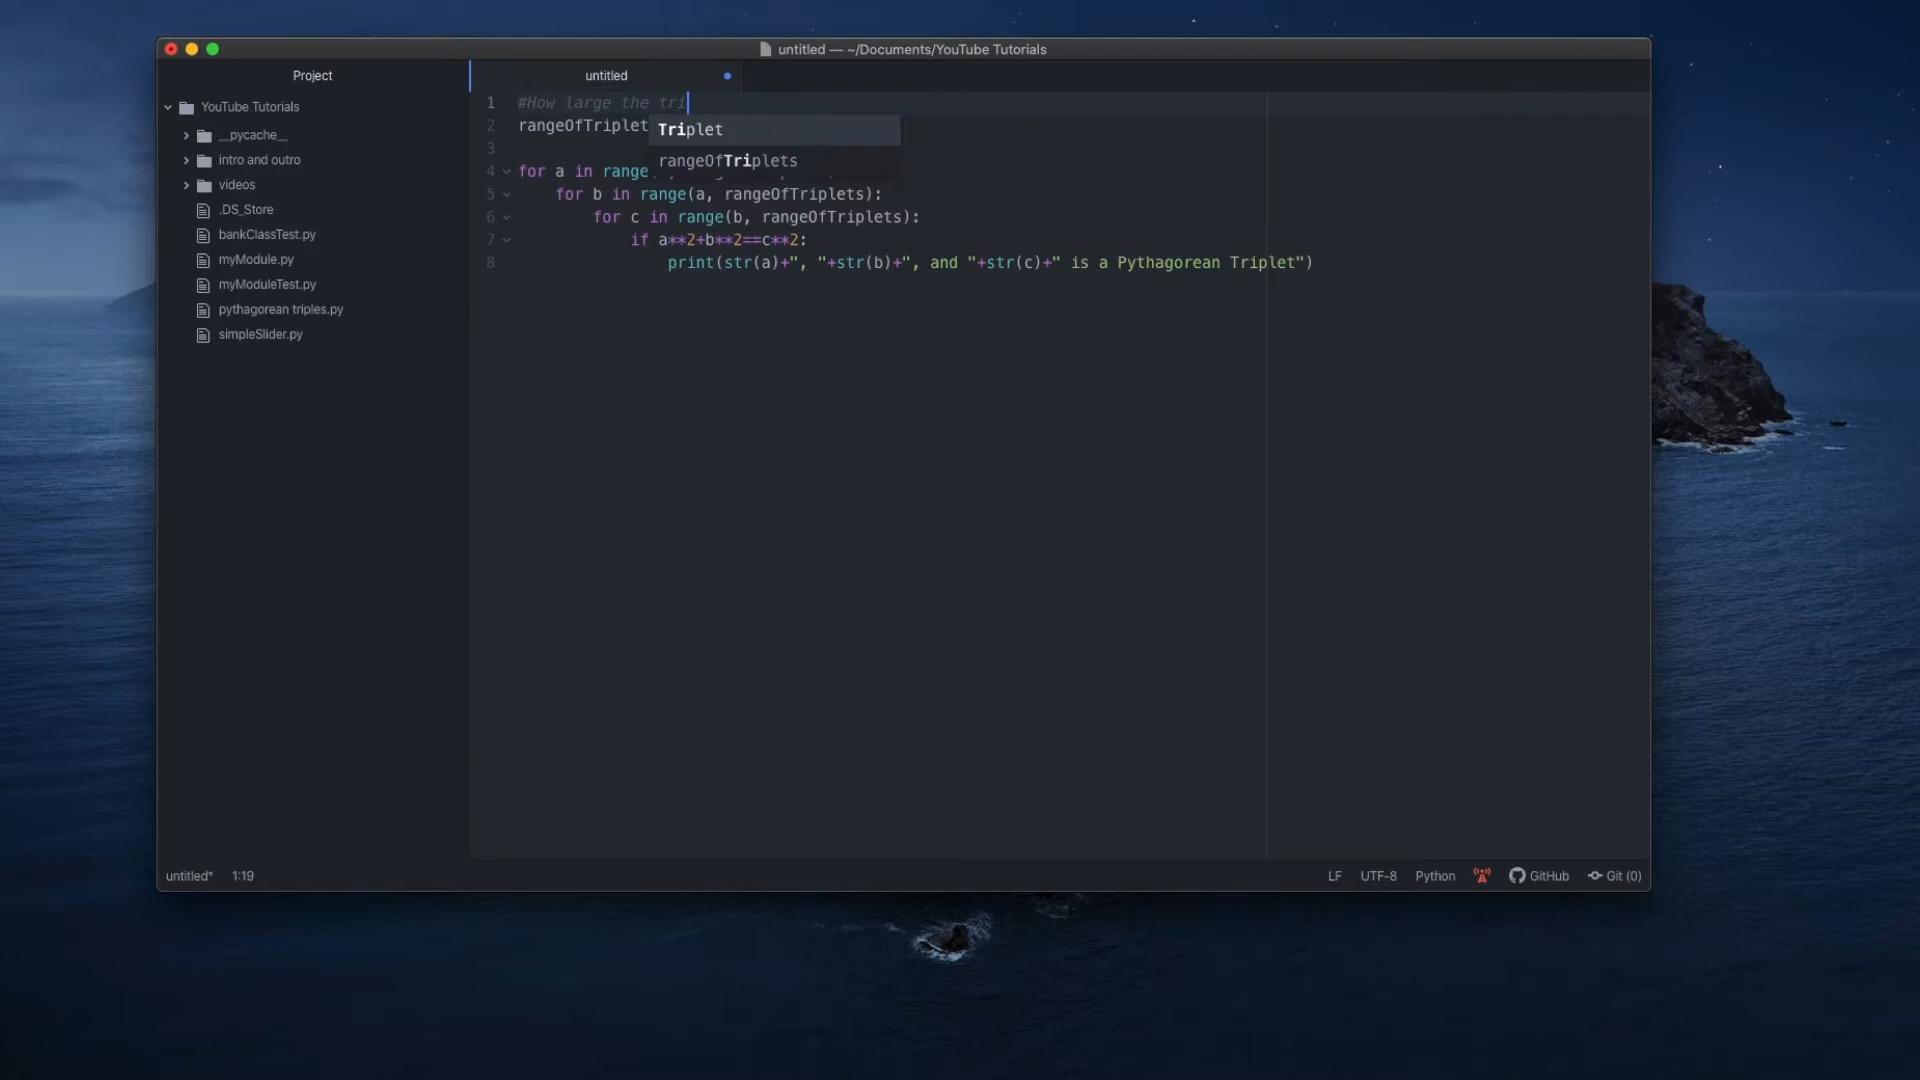 untitled — ~/Documents/YouTube Tutorials
Project
untitled
YouTube Tutorials
__pycache__
intro and outro
videos
.DS_Store
bankClassTest.py
myModule.py
myModuleTest.py
pythagorean triples.py
simpleSlider.py
1 #How large the tri
2 rangeOfTriplet
Triplet
rangeOfTriplets
3
4 for a in range
5 for b in range(a, rangeOfTriplets):
6 for c in range(b, rangeOfTriplets):
7 if a**2+b**2==c**2:
8 print(str(a)+", "+str(b)+", and "+str(c)+" is a Pythagorean Triplet")
untitled* 1:19
LF UTF-8 Python GitHub Git (0)